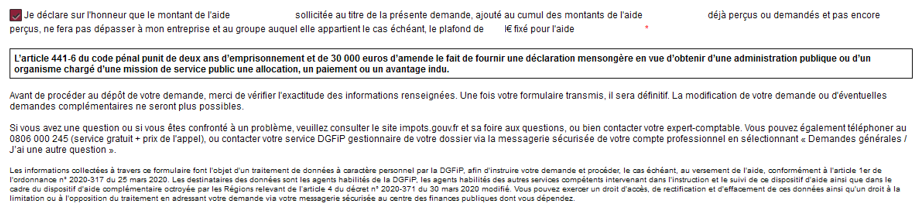 Je déclare sur l'honneur que le montant de l'aide sollicitée au titre de la présente demande, ajouté au cumul des montants de l'aide déjà perçus ou demandés et pas encore
perçus, ne fera pas dépasser à mon entreprise et au groupe auquel elle appartient le cas échéant, le plafond de € fixé pour l'aide *
L'article 441-6 du code pénal punit de deux ans d'emprisonnement et de 30 000 euros d'amende le fait de fournir une déclaration mensongère en vue d'obtenir d'une administration publique ou d'un
organisme chargé d'une mission de service public une allocation, un paiement ou un avantage indu.
Avant de procéder au dépôt de votre demande, merci de vérifier l'exactitude des informations renseignées. Une fois votre formulaire transmis, il sera définitif. La modification de votre demande ou d'éventuelles
demandes complémentaires ne seront plus possibles.
Si vous avez une question ou si vous êtes confronté à un problème, veuillez consulter le site impots.gouv.fr et sa foire aux questions, ou bien contacter votre expert-comptable. Vous pouvez également téléphoner au
0806 000 245 (service gratuit + prix de l'appel), ou contacter votre service DGFiP gestionnaire de votre dossier via la messagerie sécurisée de votre compte professionnel en sélectionnant « Demandes générales /
J'ai une autre question ».
Les informations collectées à travers ce formulaire font l'objet d'un traitement de données à caractère personnel par la DGFiP, afin d'instruire votre demande et procéder, le cas échéant, au versement de l'aide, conformément à l'article 1er de
l'ordonnance n° 2020-317 du 25 mars 2020. Les destinataires des données sont les agents habilités de la DGFiP, les agents habilités des autres services compétents intervenant dans l'instruction et le suivi de ce dispositif d'aide ainsi que dans le
cadre du dispositif d'aide complémentaire octroyée par les Régions relevant de l'article 4 du décret n° 2020-371 du 30 mars 2020 modifié. Vous pouvez exercer un droit d'accès, de rectification et d'effacement de ces données ainsi qu'un droit à la
limitation ou à l'opposition du traitement en adressant votre demande via votre messagerie sécurisée au centre des finances publiques dont vous dépendez.